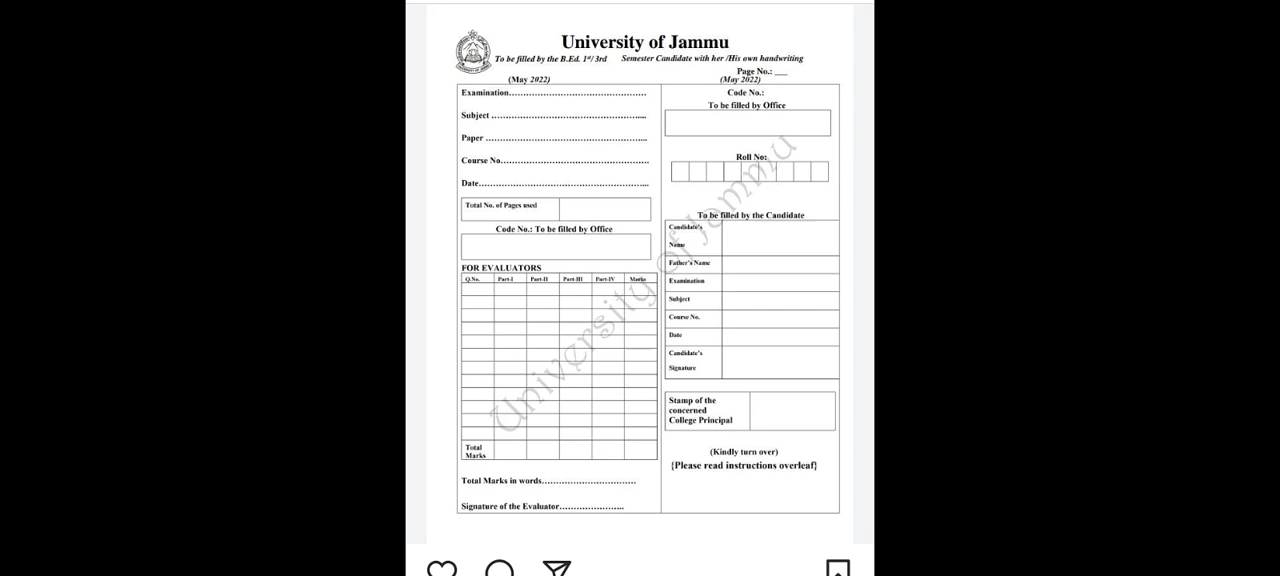 University of Jammu
To be filled by the B.Ed. 1st/ 3rd Semester Candidate with her /His own handwriting
Page No.: ___
(May 2022)
(May 2022)
Examination................................................
Subject ......................................................
Paper .........................................................
Course No....................................................
Date............................................................
Total No. of Pages used
Code No.: To be filled by Office
FOR EVALUATORS
Q.No. Part-I Part-II Part-III Part-IV Marks
Total
Marks
Total Marks in words.................................
Signature of the Evaluator......................
Code No.:
To be filled by Office
Roll No:
To be filled by the Candidate
Candidate's
Name
Father's Name
Examination
Subject
Course No.
Date
Candidate's
Signature
Stamp of the
concerned
College Principal
(Kindly turn over)
{Please read instructions overleaf}
University of Jammu